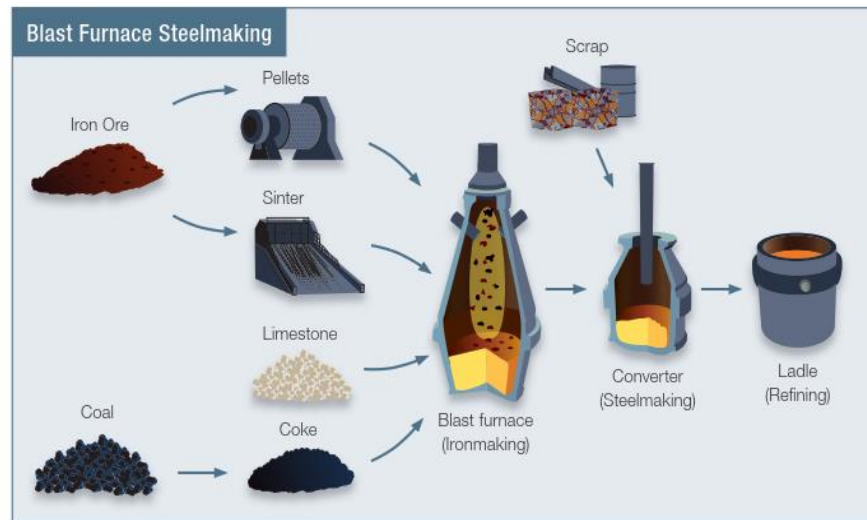 Blast Furnace Steelmaking
Pellets
Scrap
Iron Ore
Sinter
Limestone
Coal
Coke
Blast furnace
(Ironmaking)
Converter
(Steelmaking)
Ladle
(Refining)